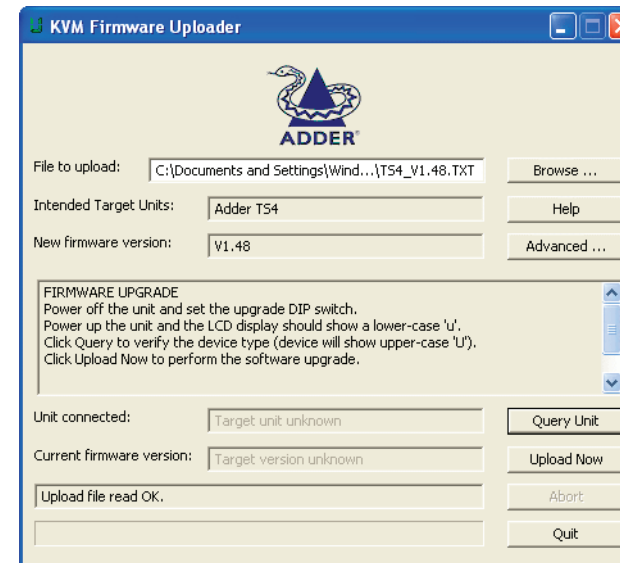 KVM Firmware Uploader
ADDER®
File to upload: C:\Documents and Settings\Wind...\TS4_V1.48.TXT Browse ...
Intended Target Units: Adder TS4 Help
New firmware version: V1.48 Advanced ...
FIRMWARE UPGRADE
Power off the unit and set the upgrade DIP switch.
Power up the unit and the LCD display should show a lower-case 'u'.
Click Query to verify the device type (device will show upper-case 'U').
Click Upload Now to perform the software upgrade.
Unit connected: Target unit unknown Query Unit
Current firmware version: Target version unknown Upload Now
Upload file read OK. Abort
Quit